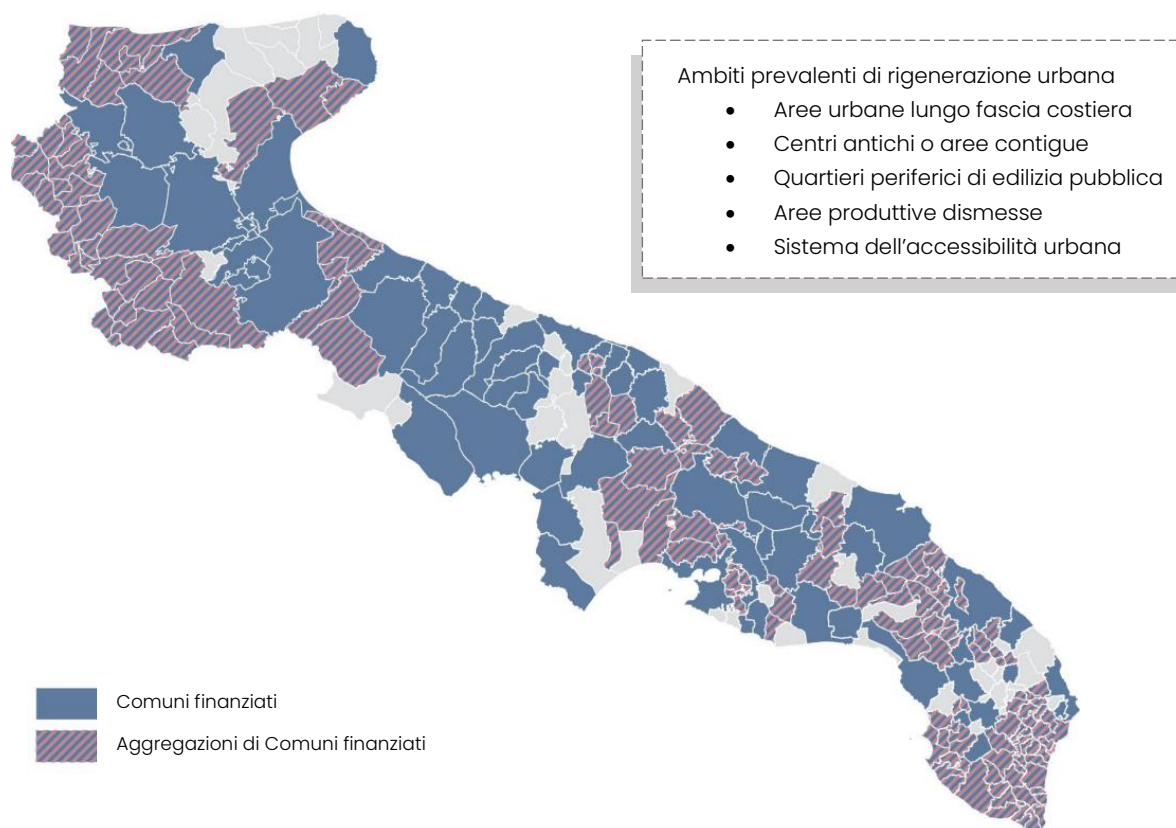 Ambiti prevalenti di rigenerazione urbana
• Aree urbane lungo fascia costiera
• Centri antichi o aree contigue
• Quartieri periferici di edilizia pubblica
• Aree produttive dismesse
• Sistema dell'accessibilità urbana
Comuni finanziati
Aggregazioni di Comuni finanziati